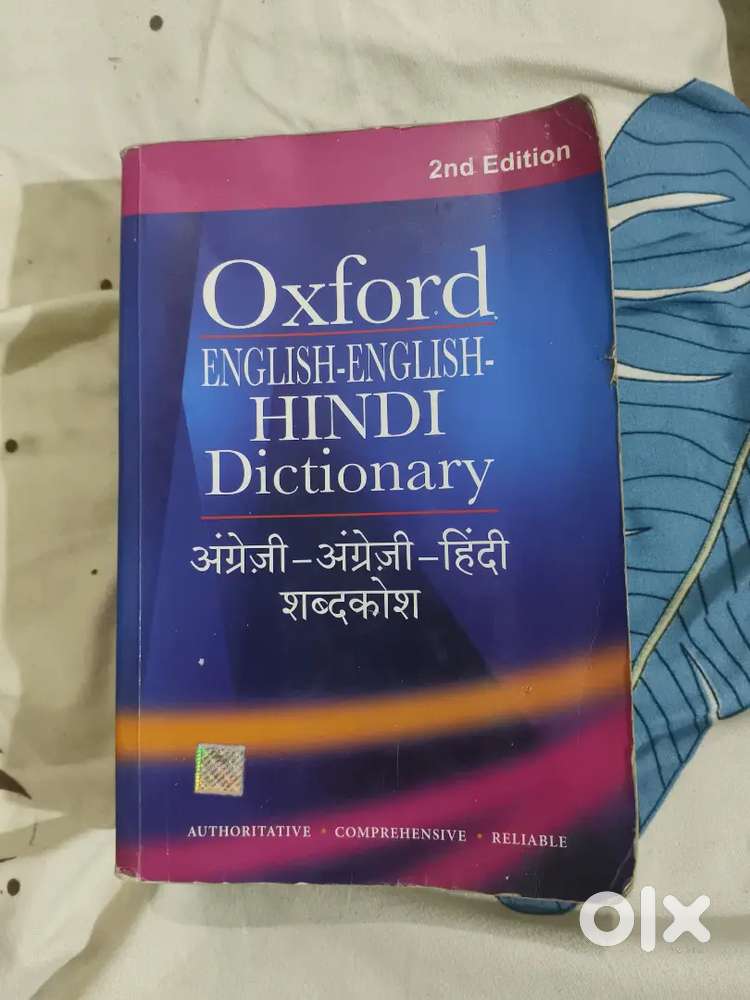 2nd Edition
Oxford
ENGLISH-ENGLISH-
HINDI
Dictionary
अंग्रेज़ी–अंग्रेज़ी–हिंदी
शब्दकोश
AUTHORITATIVE • COMPREHENSIVE • RELIABLE
olx